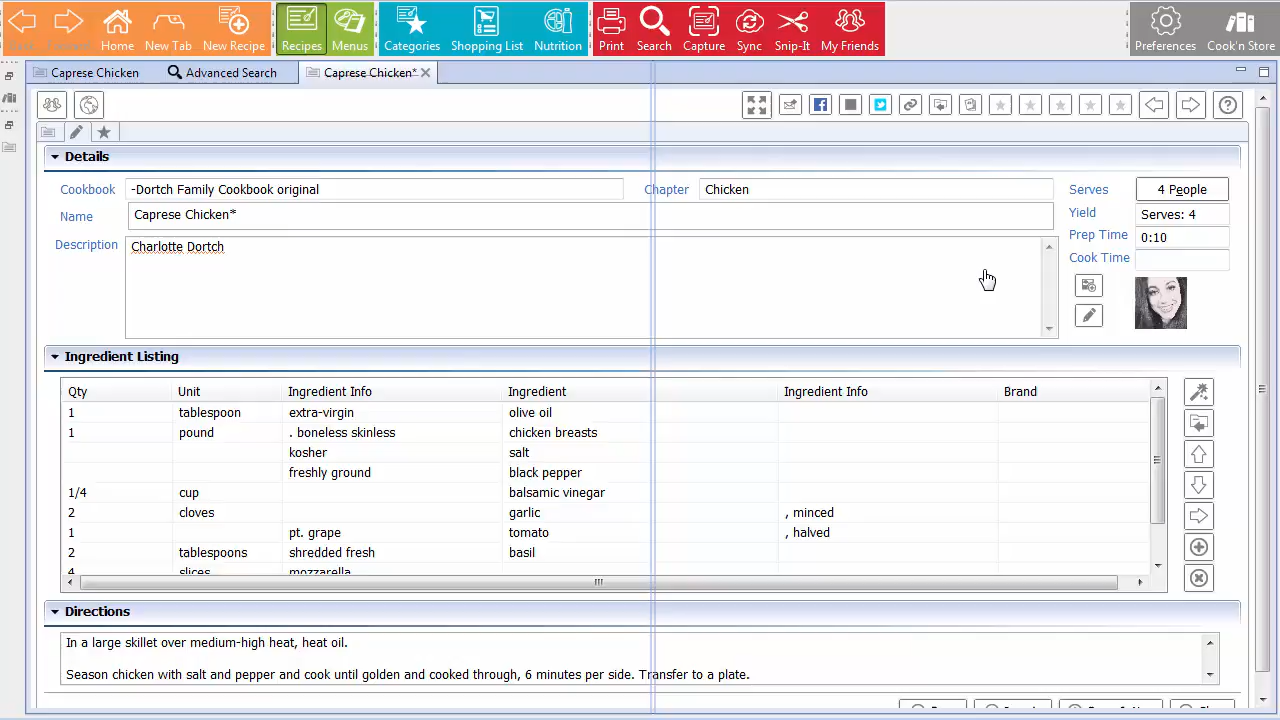 Home New Tab New Recipe Recipes Menus Categories Shopping List Nutrition Print Search Capture Sync Snip-It My Friends Preferences Cook'n Store
Caprese Chicken Advanced Search Caprese Chicken*
Details
Cookbook -Dortch Family Cookbook original Chapter Chicken Serves 4 People
Name Caprese Chicken* Yield Serves: 4
Prep Time 0:10
Description Charlotte Dortch Cook Time
Ingredient Listing
Qty Unit Ingredient Info Ingredient Ingredient Info Brand
1 tablespoon extra-virgin olive oil
1 pound . boneless skinless chicken breasts
kosher salt
freshly ground black pepper
1/4 cup balsamic vinegar
2 cloves garlic , minced
1 pt. grape tomato , halved
2 tablespoons shredded fresh basil
4 slices mozzarella
Directions
In a large skillet over medium-high heat, heat oil.
Season chicken with salt and pepper and cook until golden and cooked through, 6 minutes per side. Transfer to a plate.